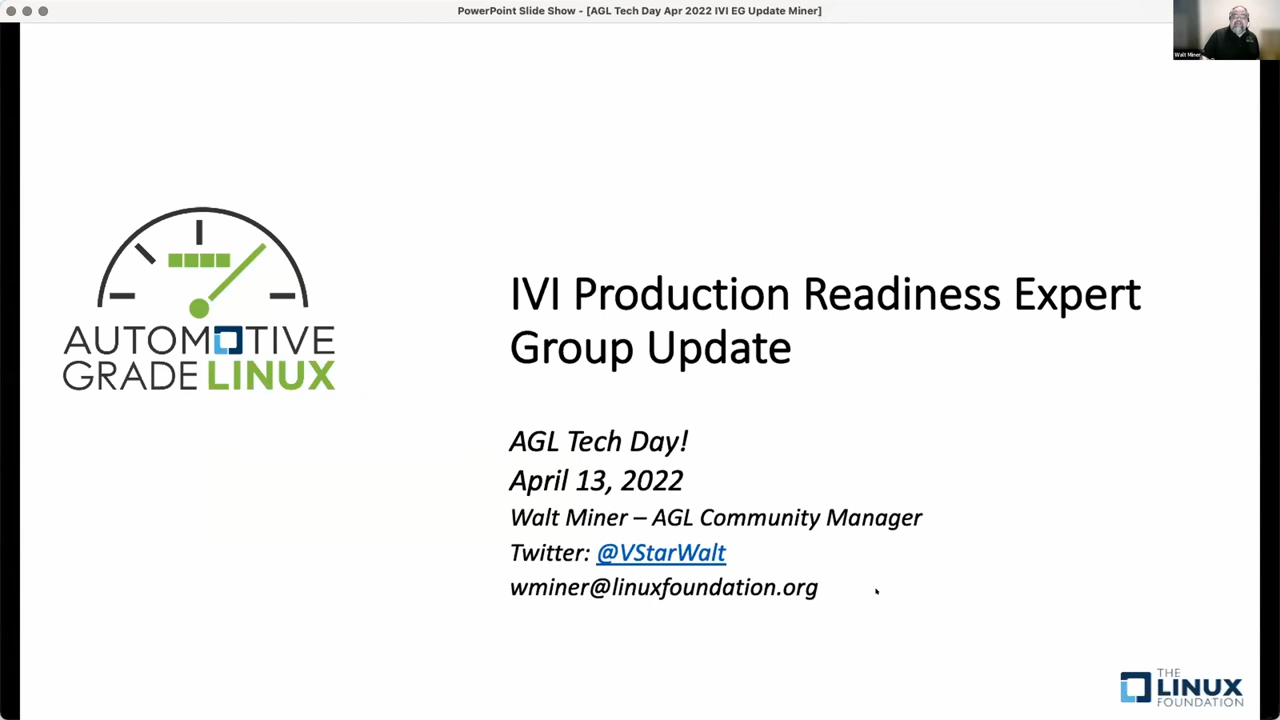 PowerPoint Slide Show - [AGL Tech Day Apr 2022 IVI EG Update Miner]
Walt Miner
AUTOMOTIVE
GRADE LINUX
IVI Production Readiness Expert
Group Update
AGL Tech Day!
April 13, 2022
Walt Miner – AGL Community Manager
Twitter: @VStarWalt
wminer@linuxfoundation.org
THE
LINUX
FOUNDATION